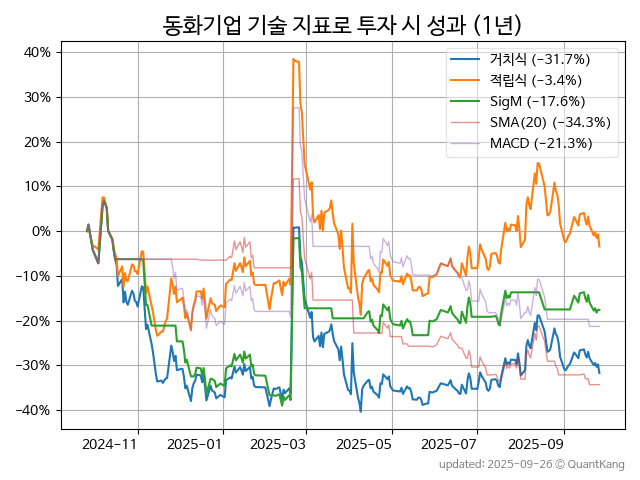 동화기업 기술 지표로 투자 시 성과 (1년)
40%
30%
20%
10%
0%
−10%
−20%
−30%
−40%
거치식 (−31.7%)
적립식 (−3.4%)
SigM (−17.6%)
SMA(20) (−34.3%)
MACD (−21.3%)
2024-11
2025-01
2025-03
2025-05
2025-07
2025-09
updated: 2025-09-26 © QuantKang